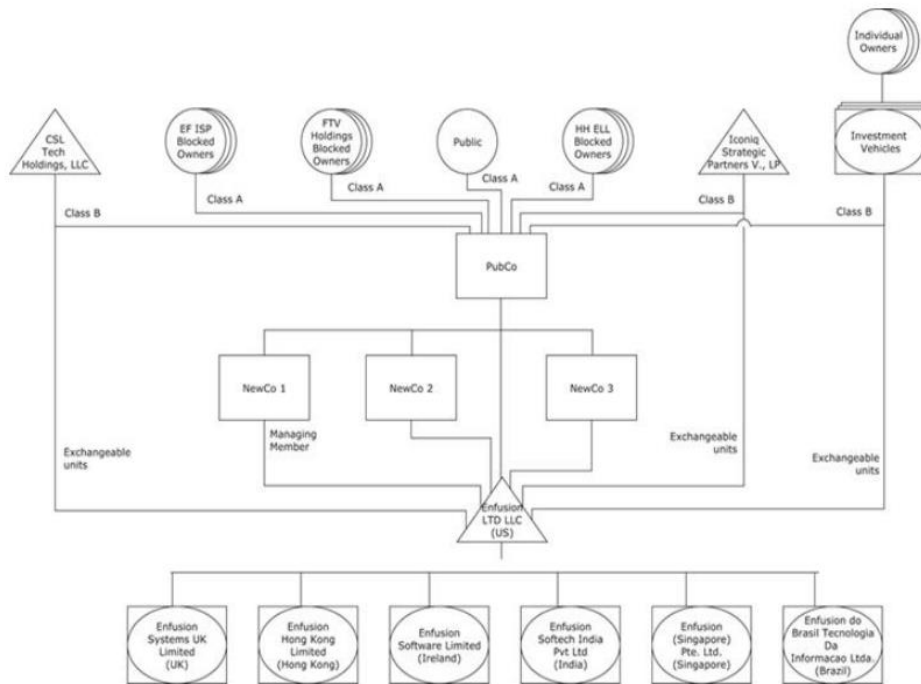 Individual
Owners
CSL
Tech
Holdings, LLC
EF ISP
Blocked
Owners
FTV
Holdings
Blocked
Owners
Public
HH ELL
Blocked
Owners
Iconiq
Strategic
Partners V., LP
Investment
Vehicles
Class B
Class A
Class A
Class A
Class A
Class B
Class B
PubCo
NewCo 1
NewCo 2
NewCo 3
Managing
Member
Exchangeable
units
Exchangeable
units
Exchangeable
units
Enfusion
LTD LLC
(US)
Enfusion
Systems UK
Limited
(UK)
Enfusion
Hong Kong
Limited
(Hong Kong)
Enfusion
Software Limited
(Ireland)
Enfusion
Softech India
Pvt Ltd
(India)
Enfusion
(Singapore)
Pte. Ltd.
(Singapore)
Enfusion do
Brasil Tecnologia
Da
Informacao Ltda.
(Brazil)